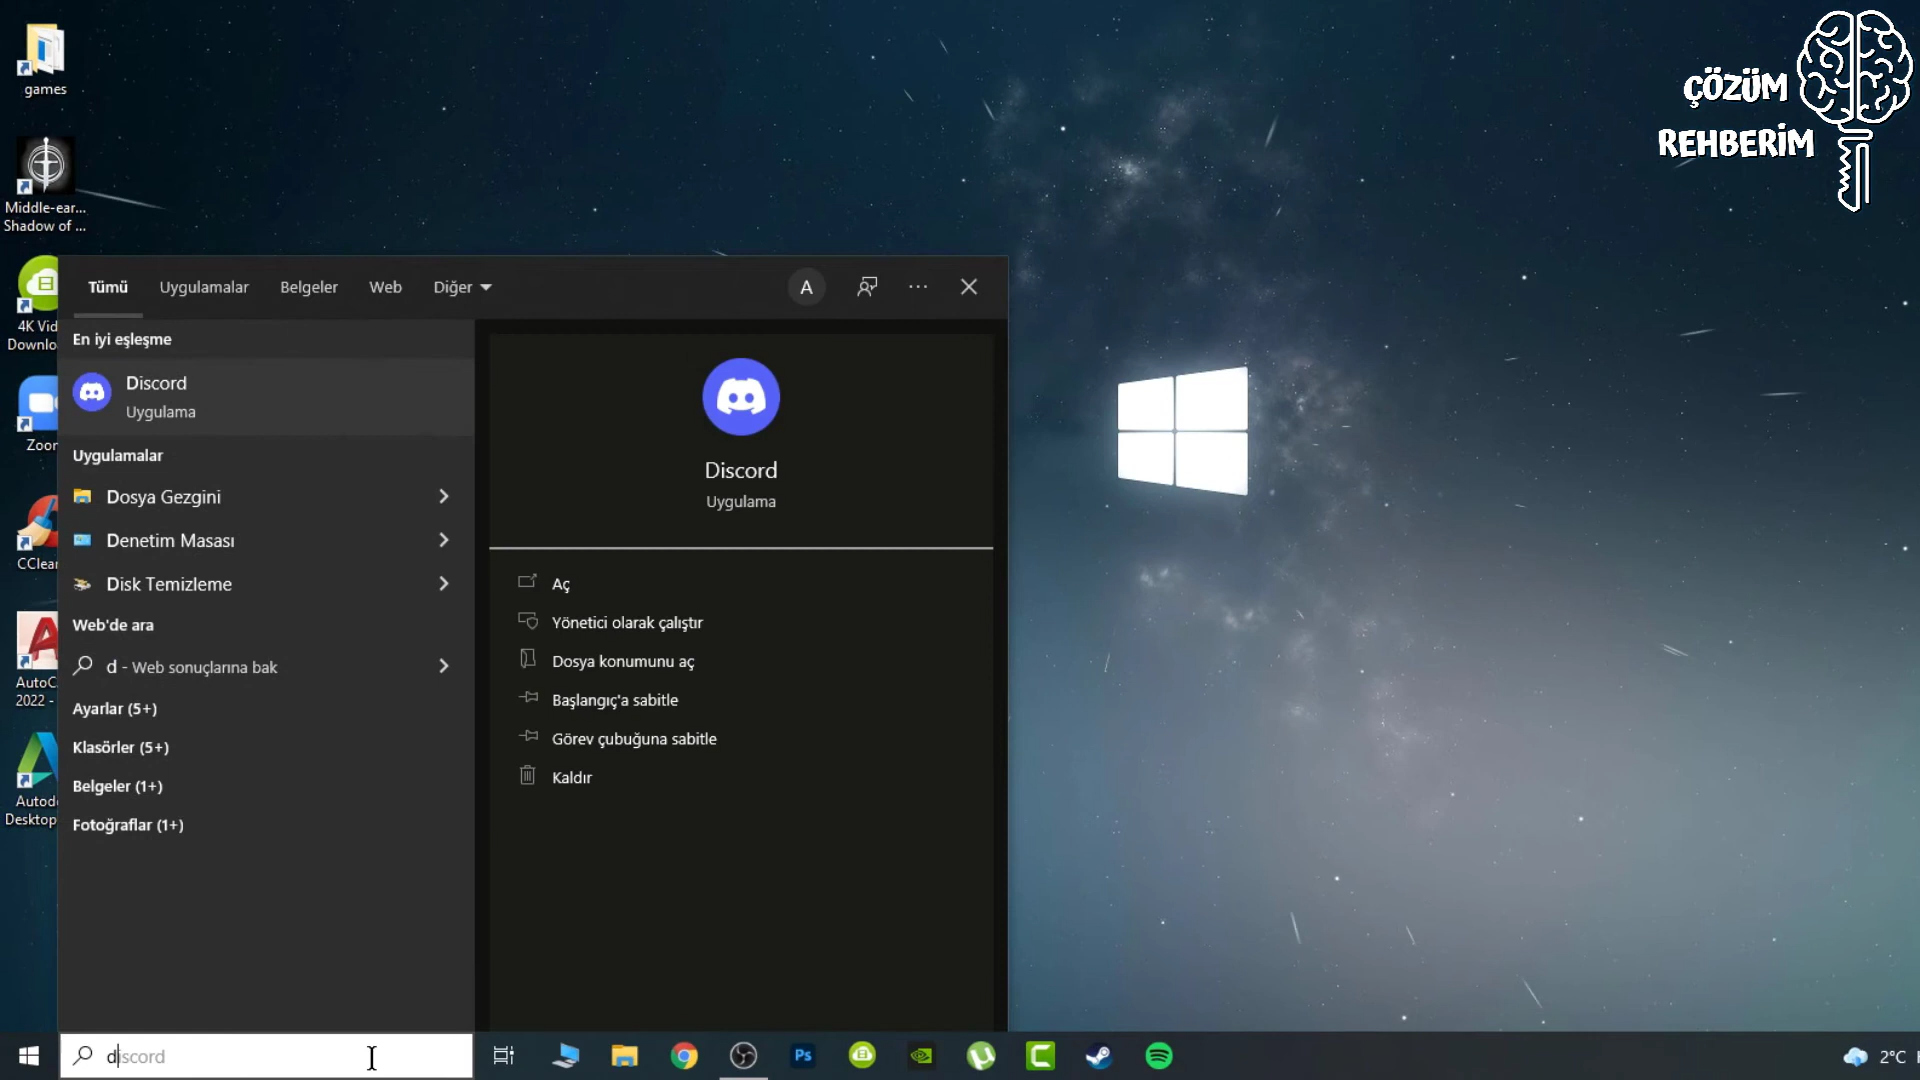 games
ÇÖZÜM
REHBERİM
Middle-ear...
Shadow of ...
Tümü
Uygulamalar
Belgeler
Web
Diğer
A
En iyi eşleşme
Discord
Uygulama
Uygulamalar
Dosya Gezgini
Denetim Masası
Disk Temizleme
Web'de ara
d - Web sonuçlarına bak
Ayarlar (5+)
Klasörler (5+)
Belgeler (1+)
Fotoğraflar (1+)
Discord
Uygulama
Aç
Yönetici olarak çalıştır
Dosya konumunu aç
Başlangıç'a sabitle
Görev çubuğuna sabitle
Kaldır
4K Vid
Downlo
Zoo
CClea
AutoC
2022 -
Autod
Desktop
discord
Ps
2°C